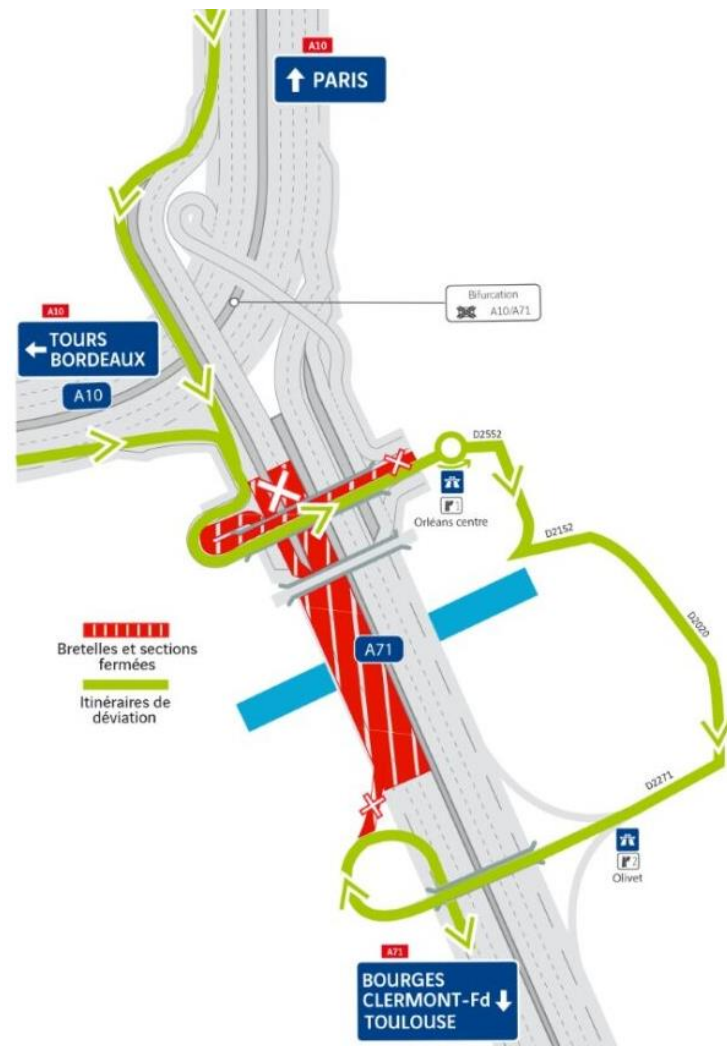 A10
↑ PARIS
Bifurcation
A10/A71
A10
← TOURS
BORDEAUX
A10
D2552
1
Orléans centre
D2152
D2020
A71
Bretelles et sections
fermées
Itinéraires de
déviation
D2271
2
Olivet
A71
BOURGES
CLERMONT-Fd ↓
TOULOUSE